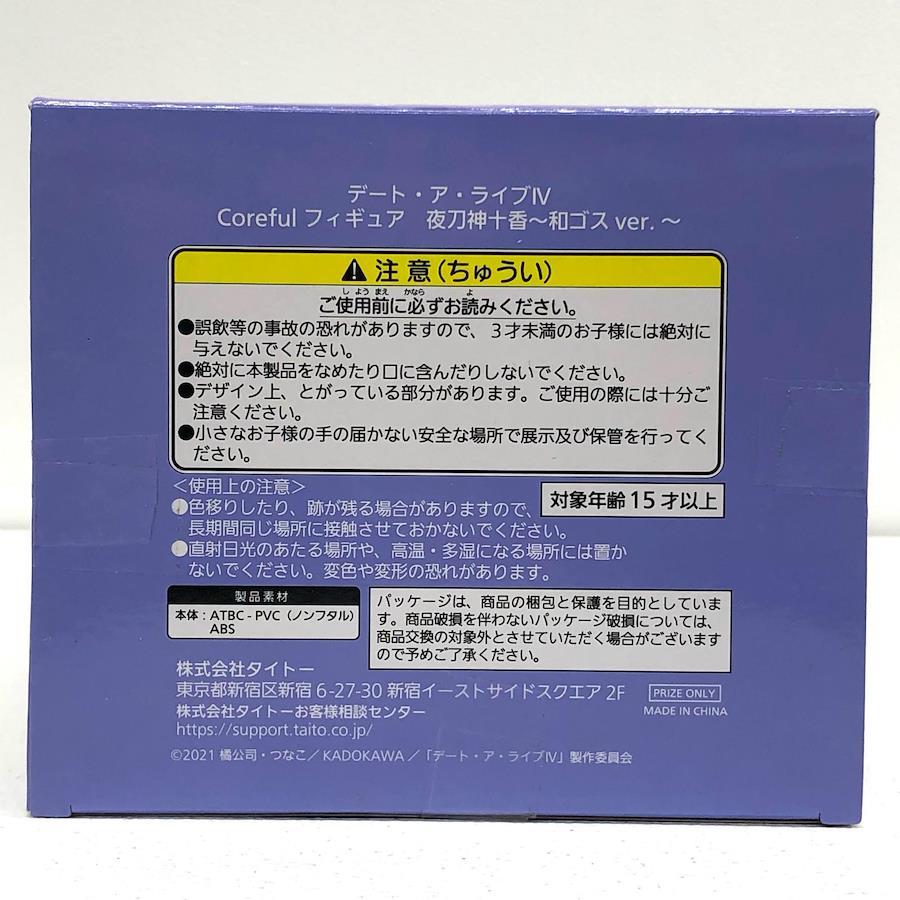 デート・ア・ライブⅣ
Coreful フィギュア　夜刀神十香～和ゴス ver. ～
注意(ちゅうい)
ご使用前に必ずお読みください。
しようまえ かなら よ
●誤飲等の事故の恐れがありますので、３才未満のお子様には絶対に
与えないでください。
●絶対に本製品をなめたり口に含んだりしないでください。
●デザイン上、とがっている部分があります。ご使用の際には十分ご
注意ください。
●小さなお子様の手の届かない安全な場所で展示及び保管を行ってく
ださい。
＜使用上の注意＞
対象年齢 15 才以上
●色移りしたり、跡が残る場合がありますので、
長期間同じ場所に接触させておかないでください。
●直射日光のあたる場所や、高温・多湿になる場所には置か
ないでください。変色や変形の恐れがあります。
製品素材
本体：ATBC - PVC（ノンフタル）
ABS
パッケージは、商品の梱包と保護を目的としていま
す。商品破損を伴わないパッケージ破損については、
商品交換の対象外とさせていただく場合がございます
ので予めご了承ください。
株式会社タイトー
東京都新宿区新宿 6-27-30 新宿イーストサイドスクエア 2F
株式会社タイトーお客様相談センター
https://support.taito.co.jp/
PRIZE ONLY
MADE IN CHINA
©2021 橘公司・つなこ／ KADOKAWA ／「デート・ア・ライブⅣ」製作委員会